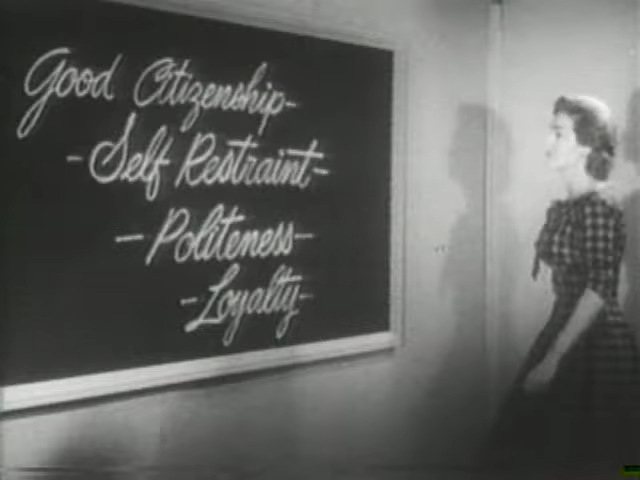 Good Citizenship-
-Self Restraint-
-Politeness-
-Loyalty-